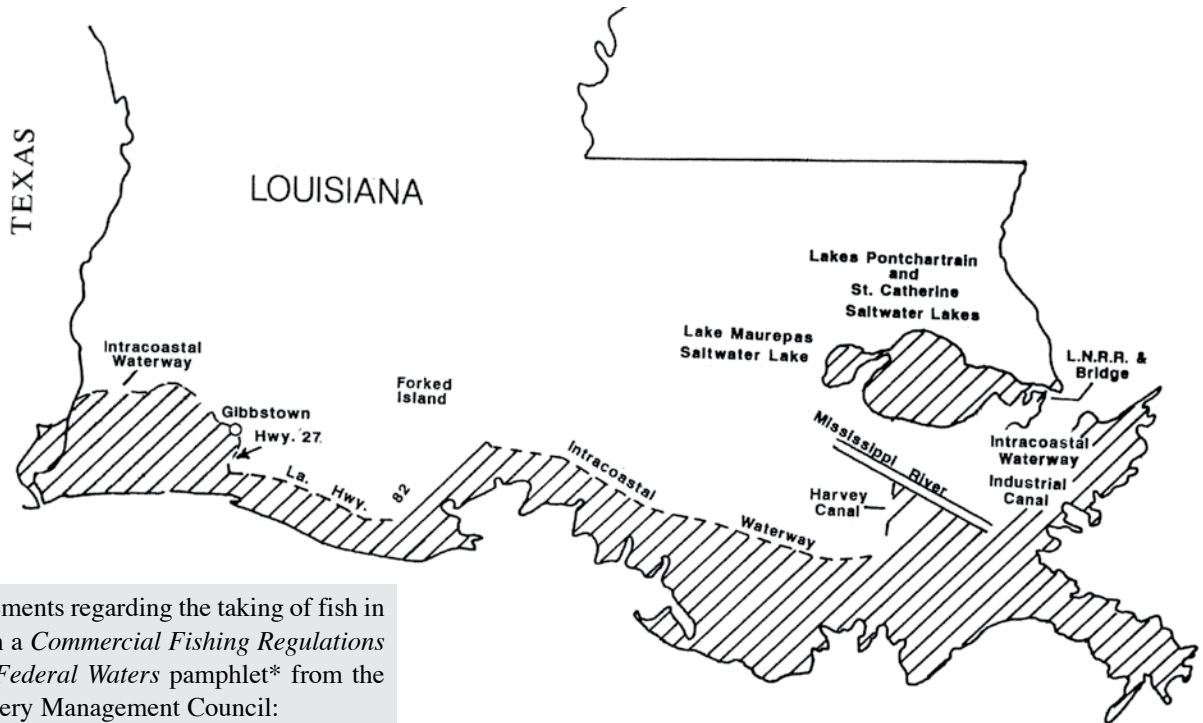 TEXAS
LOUISIANA
Lakes Pontchartrain
and
St. Catherine
Saltwater Lakes
Lake Maurepas
Saltwater Lake
L.N.R.R. &
Bridge
Intracoastal
Waterway
Forked
Island
Gibbstown
Hwy. 27
La. Hwy. 82
Intracoastal Waterway
Mississippi River
Harvey
Canal
Intracoastal
Waterway
Industrial
Canal
ements regarding the taking of fish in
a Commercial Fishing Regulations
Federal Waters pamphlet* from the
ery Management Council: